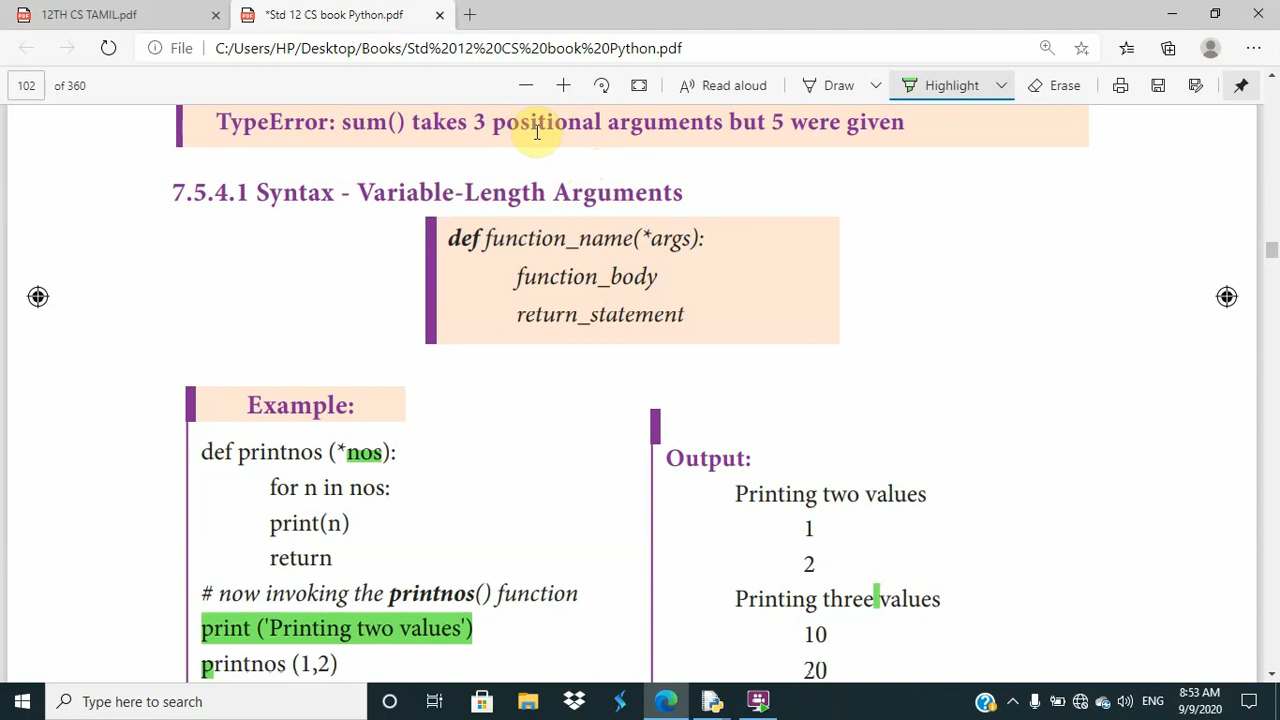 12TH CS TAMIL.pdf
*Std 12 CS book Python.pdf
File
C:/Users/HP/Desktop/Books/Std%2012%20CS%20book%20Python.pdf
102 of 360
Read aloud
Draw
Highlight
Erase
TypeError: sum() takes 3 positional arguments but 5 were given
7.5.4.1 Syntax - Variable-Length Arguments
def function_name(*args):
function_body
return_statement
Example:
def printnos (*nos):
for n in nos:
print(n)
return
# now invoking the printnos() function
print ('Printing two values')
printnos (1,2)
Output:
Printing two values
1
2
Printing three values
10
20
Type here to search
ENG
8:53 AM
9/9/2020